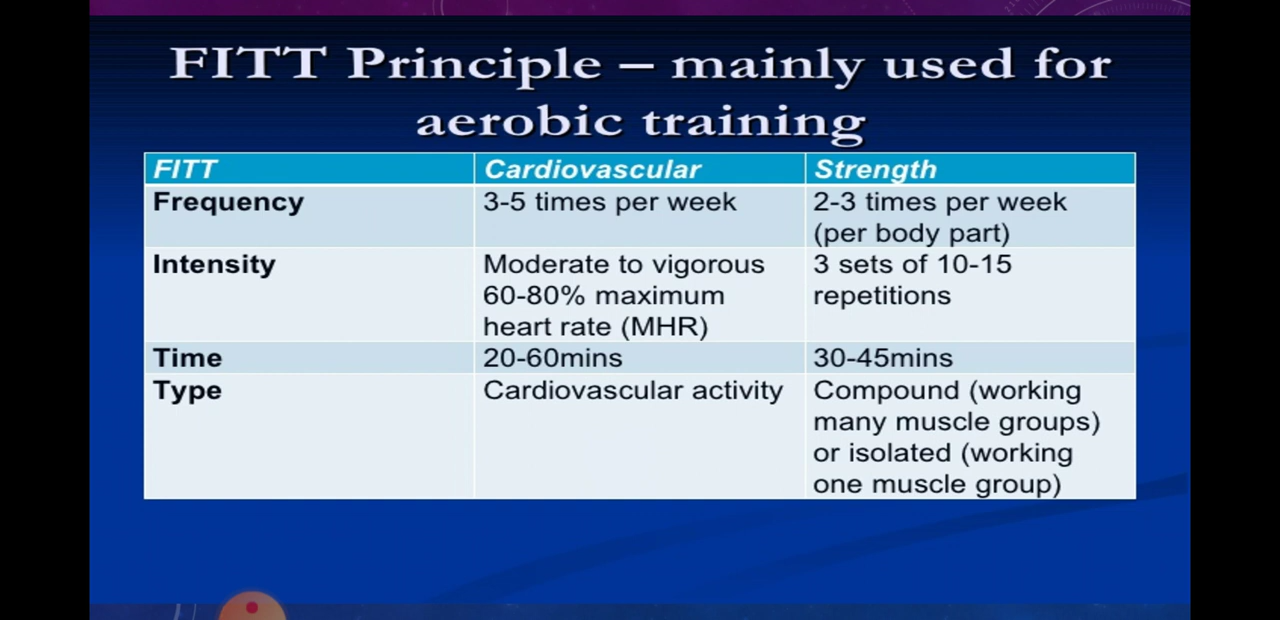 FITT Principle – mainly used for
aerobic training
FITT
Cardiovascular
Strength
Frequency
3-5 times per week
2-3 times per week
(per body part)
Intensity
Moderate to vigorous
60-80% maximum
heart rate (MHR)
3 sets of 10-15
repetitions
Time
20-60mins
30-45mins
Type
Cardiovascular activity
Compound (working
many muscle groups)
or isolated (working
one muscle group)